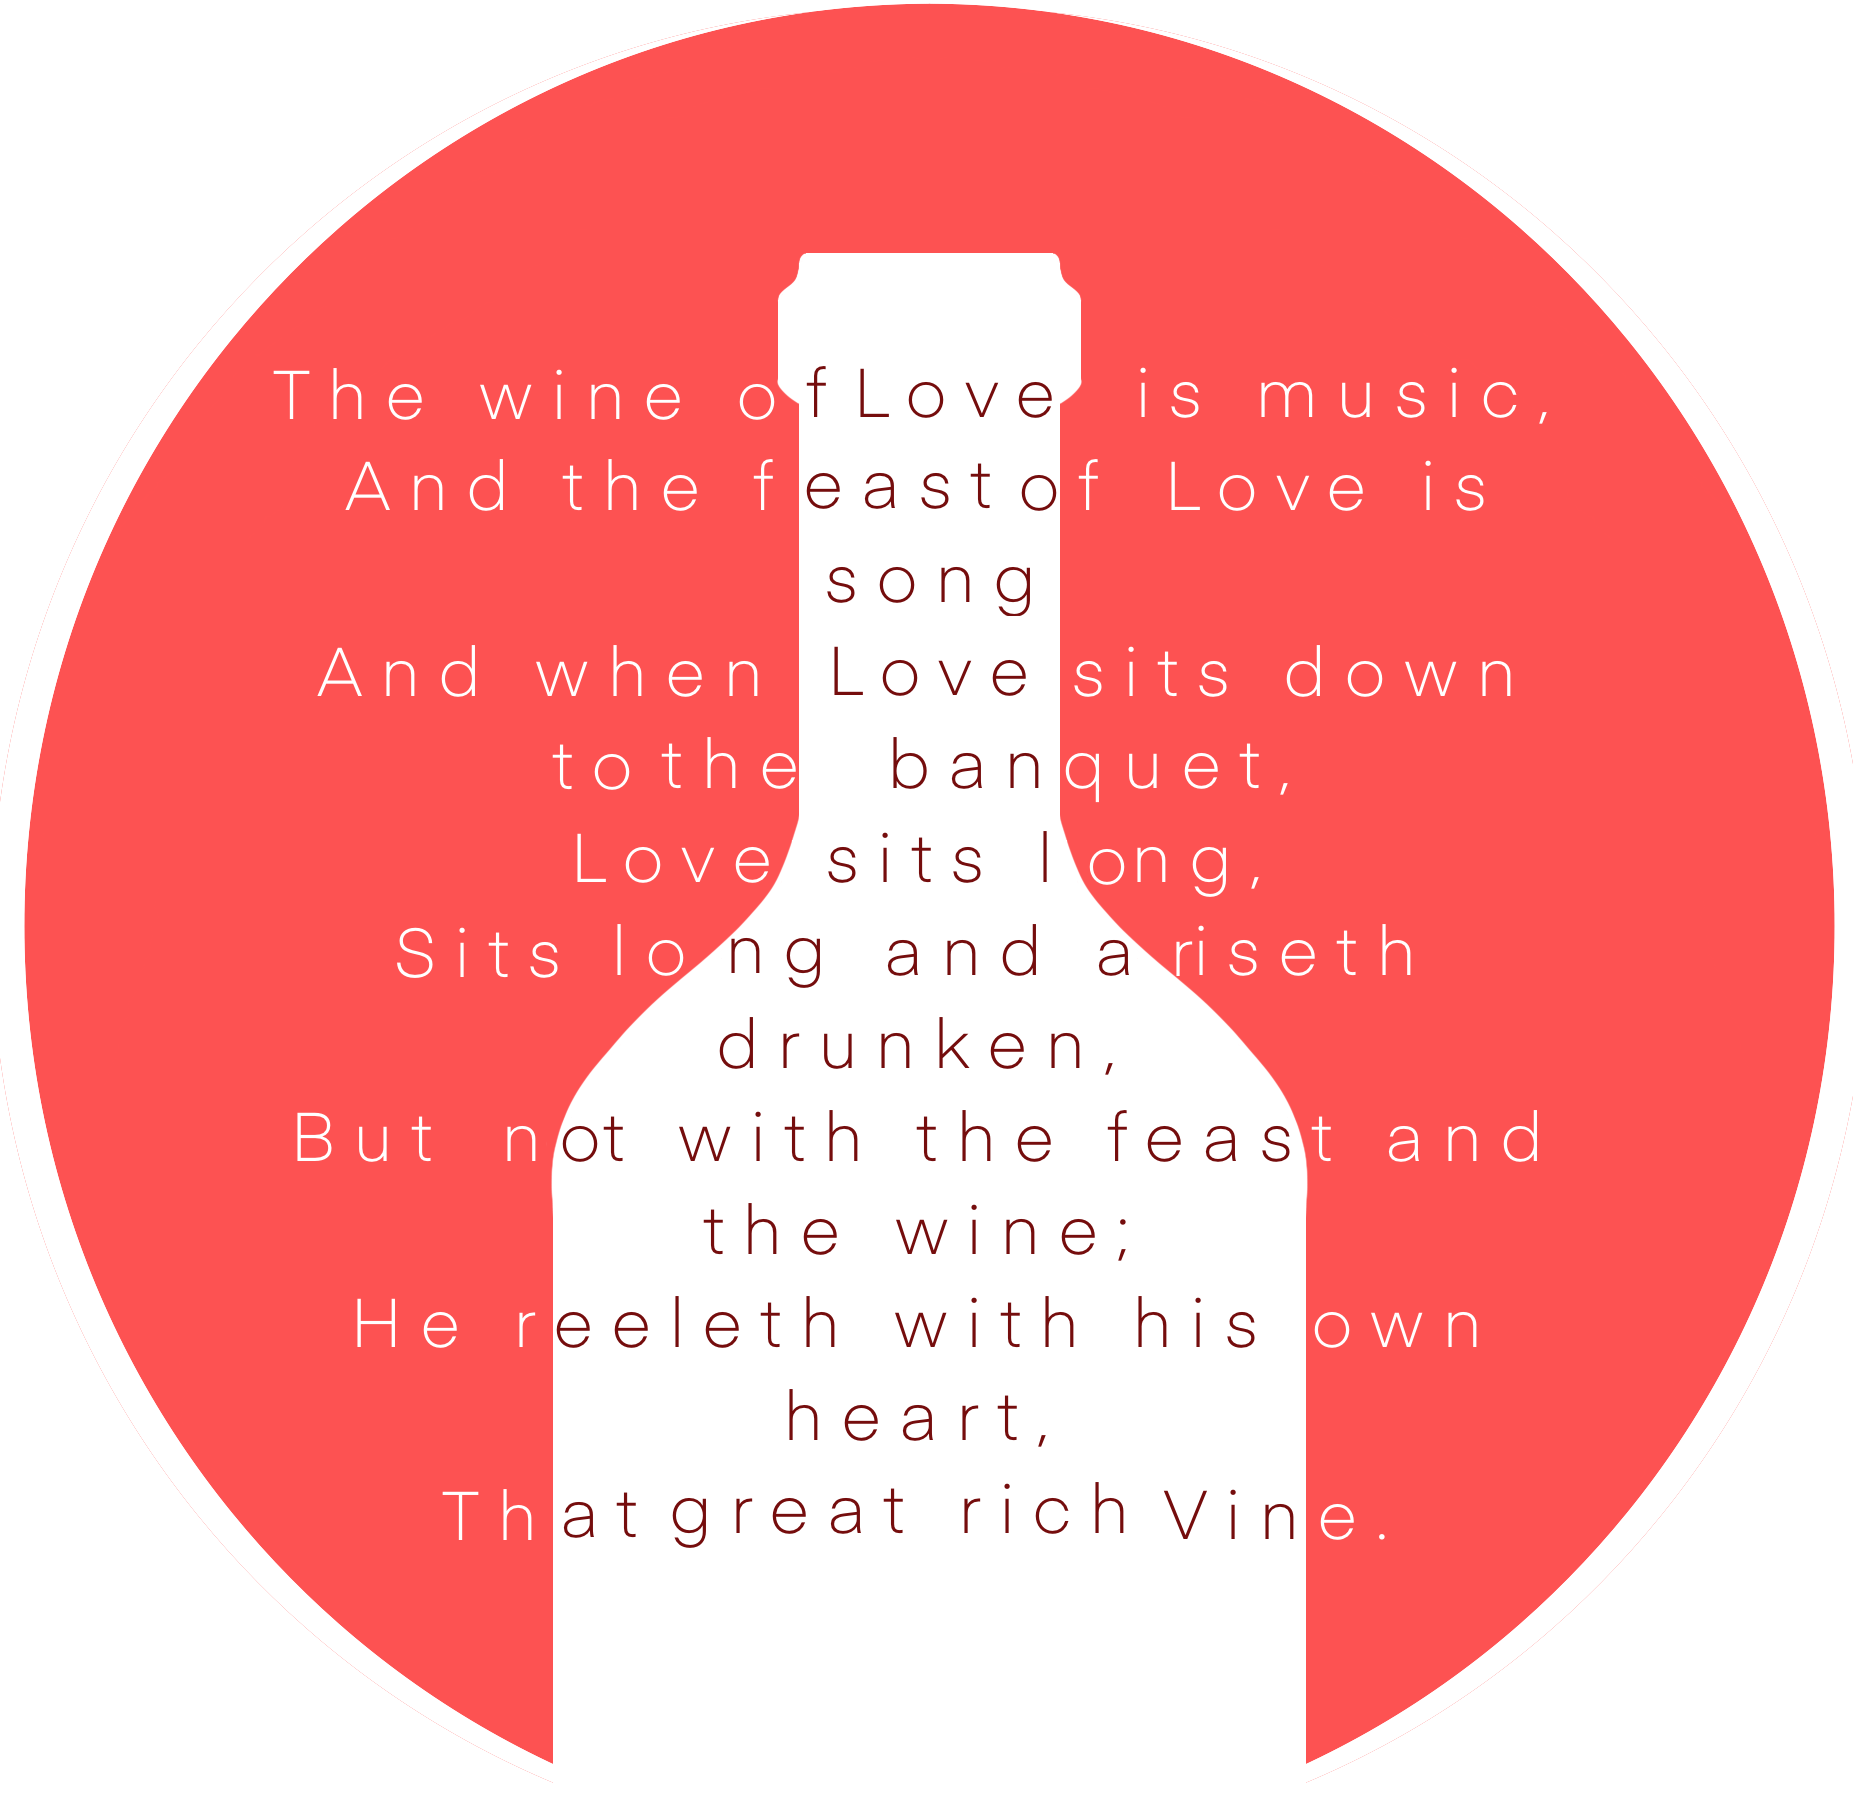 The wine of Love is music,
And the feast of Love is
song
And when Love sits down
to the banquet,
Love sits long,
Sits long and ariseth
drunken,
But not with the feast and
the wine;
He reeleth with his own
heart,
That great rich Vine.